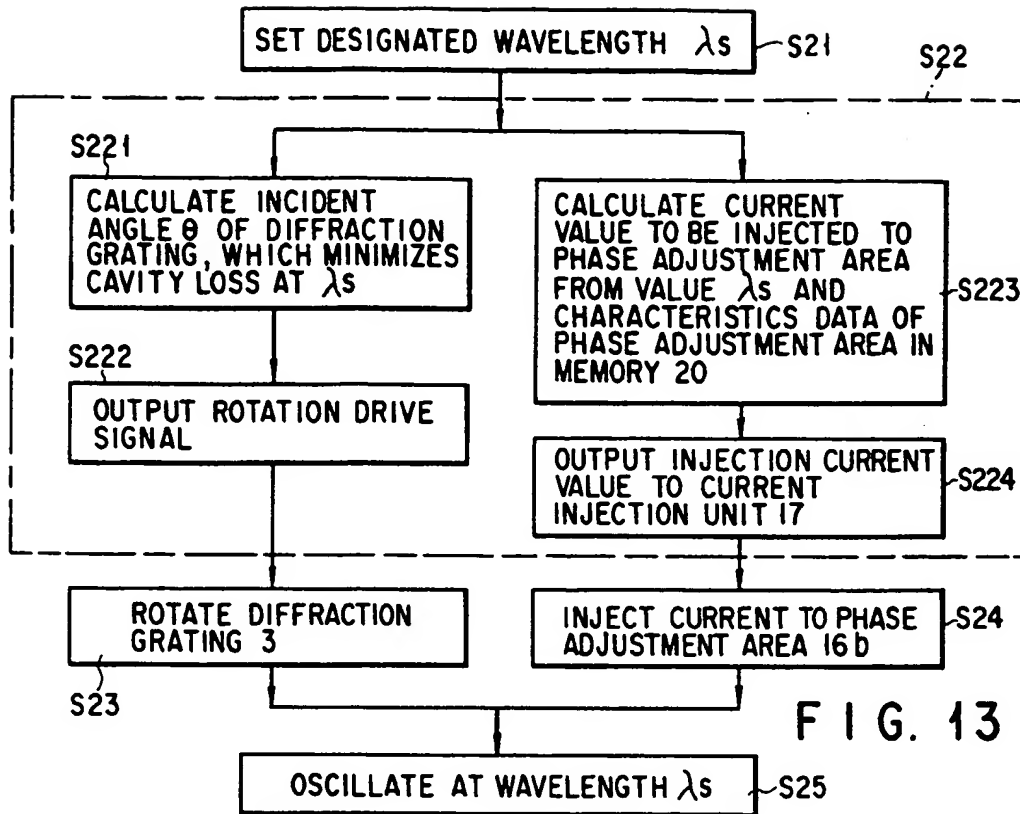 SET DESIGNATED WAVELENGTH λs
S21
S22
S221
CALCULATE INCIDENT
ANGLE θ OF DIFFRACTION
GRATING, WHICH MINIMIZES
CAVITY LOSS AT λs
CALCULATE CURRENT
VALUE TO BE INJECTED TO
PHASE ADJUSTMENT AREA
FROM VALUE λs AND
CHARACTERISTICS DATA OF
PHASE ADJUSTMENT AREA IN
MEMORY 20
S223
S222
OUTPUT ROTATION DRIVE
SIGNAL
OUTPUT INJECTION CURRENT
VALUE TO CURRENT
INJECTION UNIT 17
S224
ROTATE DIFFRACTION
GRATING 3
S23
INJECT CURRENT TO PHASE
ADJUSTMENT AREA 16b
S24
FIG. 13
OSCILLATE AT WAVELENGTH λs
S25